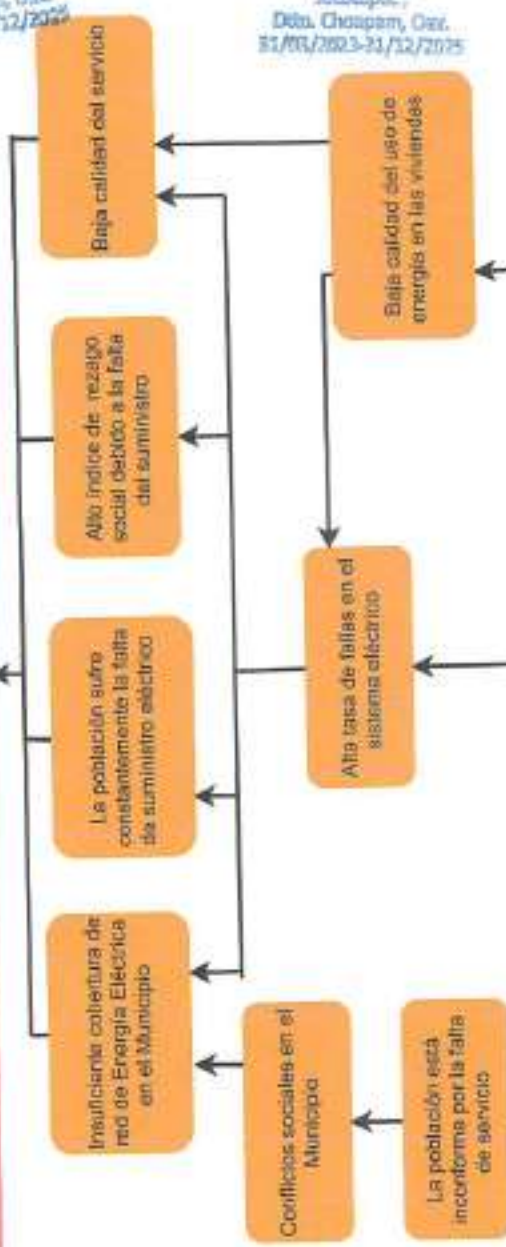 12/2025
Dtto. Choapam, Oax.
31/03/2023-31/12/2025
Insuficiente cobertura de
red de Energía Eléctrica
en el Municipio
La población sufre
constantemente la falta
de suministro eléctrico
Alto índice de rezago
social debido a la falta
del suministro
Baja calidad del servicio
Conflictos sociales en el
Municipio
Alta tasa de fallas en el
sistema eléctrico
Baja calidad del uso de
energía en las viviendas
La población está
inconforme por la falta
de servicio